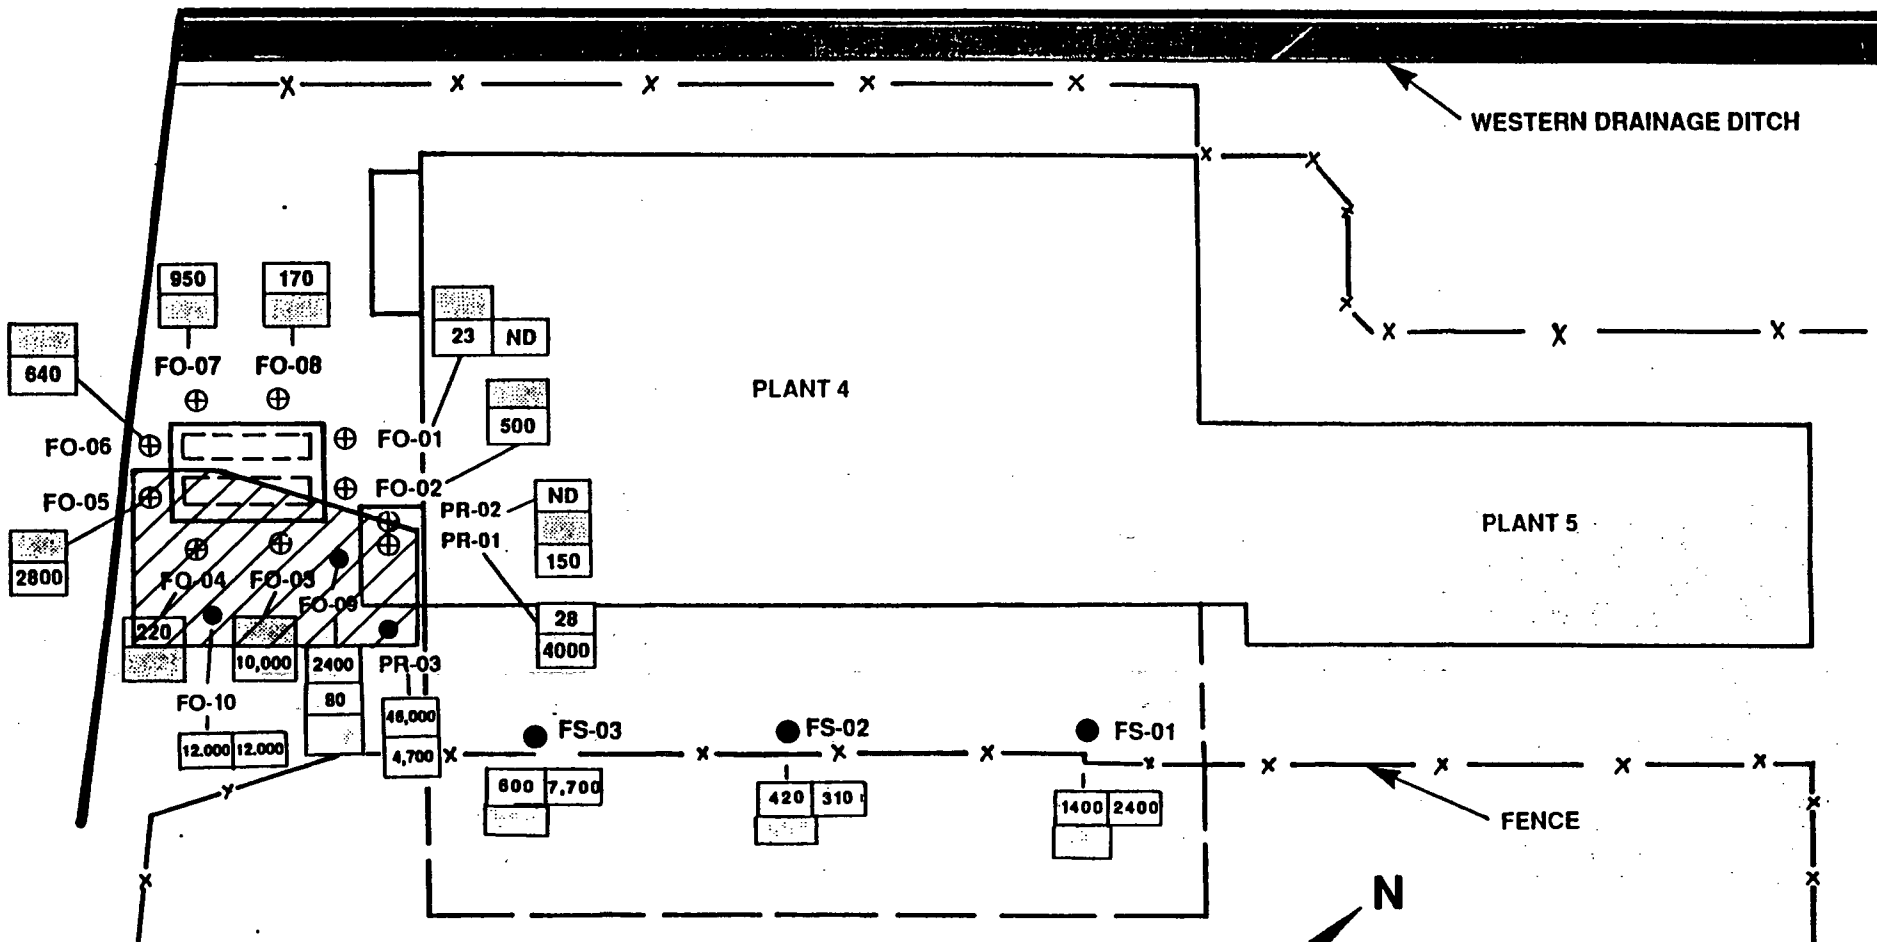 WESTERN DRAINAGE DITCH
950
170
23 ND
640
FO-07
FO-08
PLANT 4
500
FO-06
FO-01
FO-05
FO-02
PR-02
ND
PR-01
150
PLANT 5
2800
FO-04
FO-03
FO-09
220
28
4000
10,000
2400
PR-03
FO-10
80
46,000
12.000 12.000
4,700
FS-03
FS-02
FS-01
600 7,700
420 310
1400 2400
FENCE
N